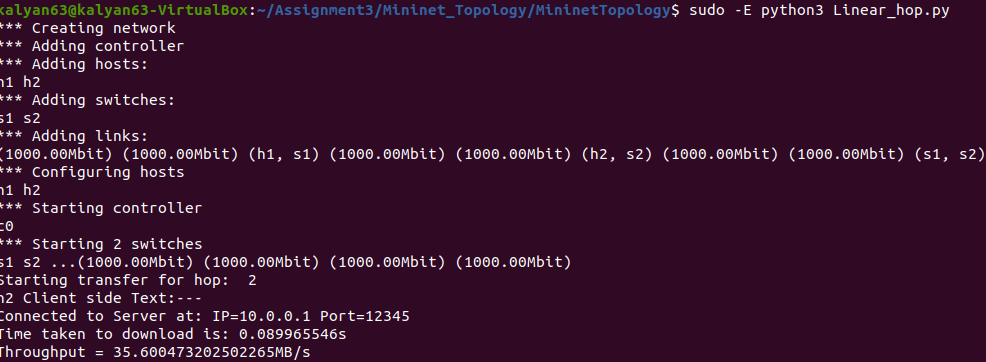 kalyan63@kalyan63-VirtualBox:~/Assignment3/Mininet_Topology/MininetTopology$ sudo -E python3 Linear_hop.py
*** Creating network
*** Adding controller
*** Adding hosts:
h1 h2
*** Adding switches:
s1 s2
*** Adding links:
(1000.00Mbit) (1000.00Mbit) (h1, s1) (1000.00Mbit) (1000.00Mbit) (h2, s2) (1000.00Mbit) (1000.00Mbit) (s1, s2)
*** Configuring hosts
h1 h2
*** Starting controller
c0
*** Starting 2 switches
s1 s2 ...(1000.00Mbit) (1000.00Mbit) (1000.00Mbit) (1000.00Mbit)
Starting transfer for hop:  2
h2 Client side Text:---
Connected to Server at: IP=10.0.0.1 Port=12345
Time taken to download is: 0.089965546s
Throughput = 35.600473202502265MB/s